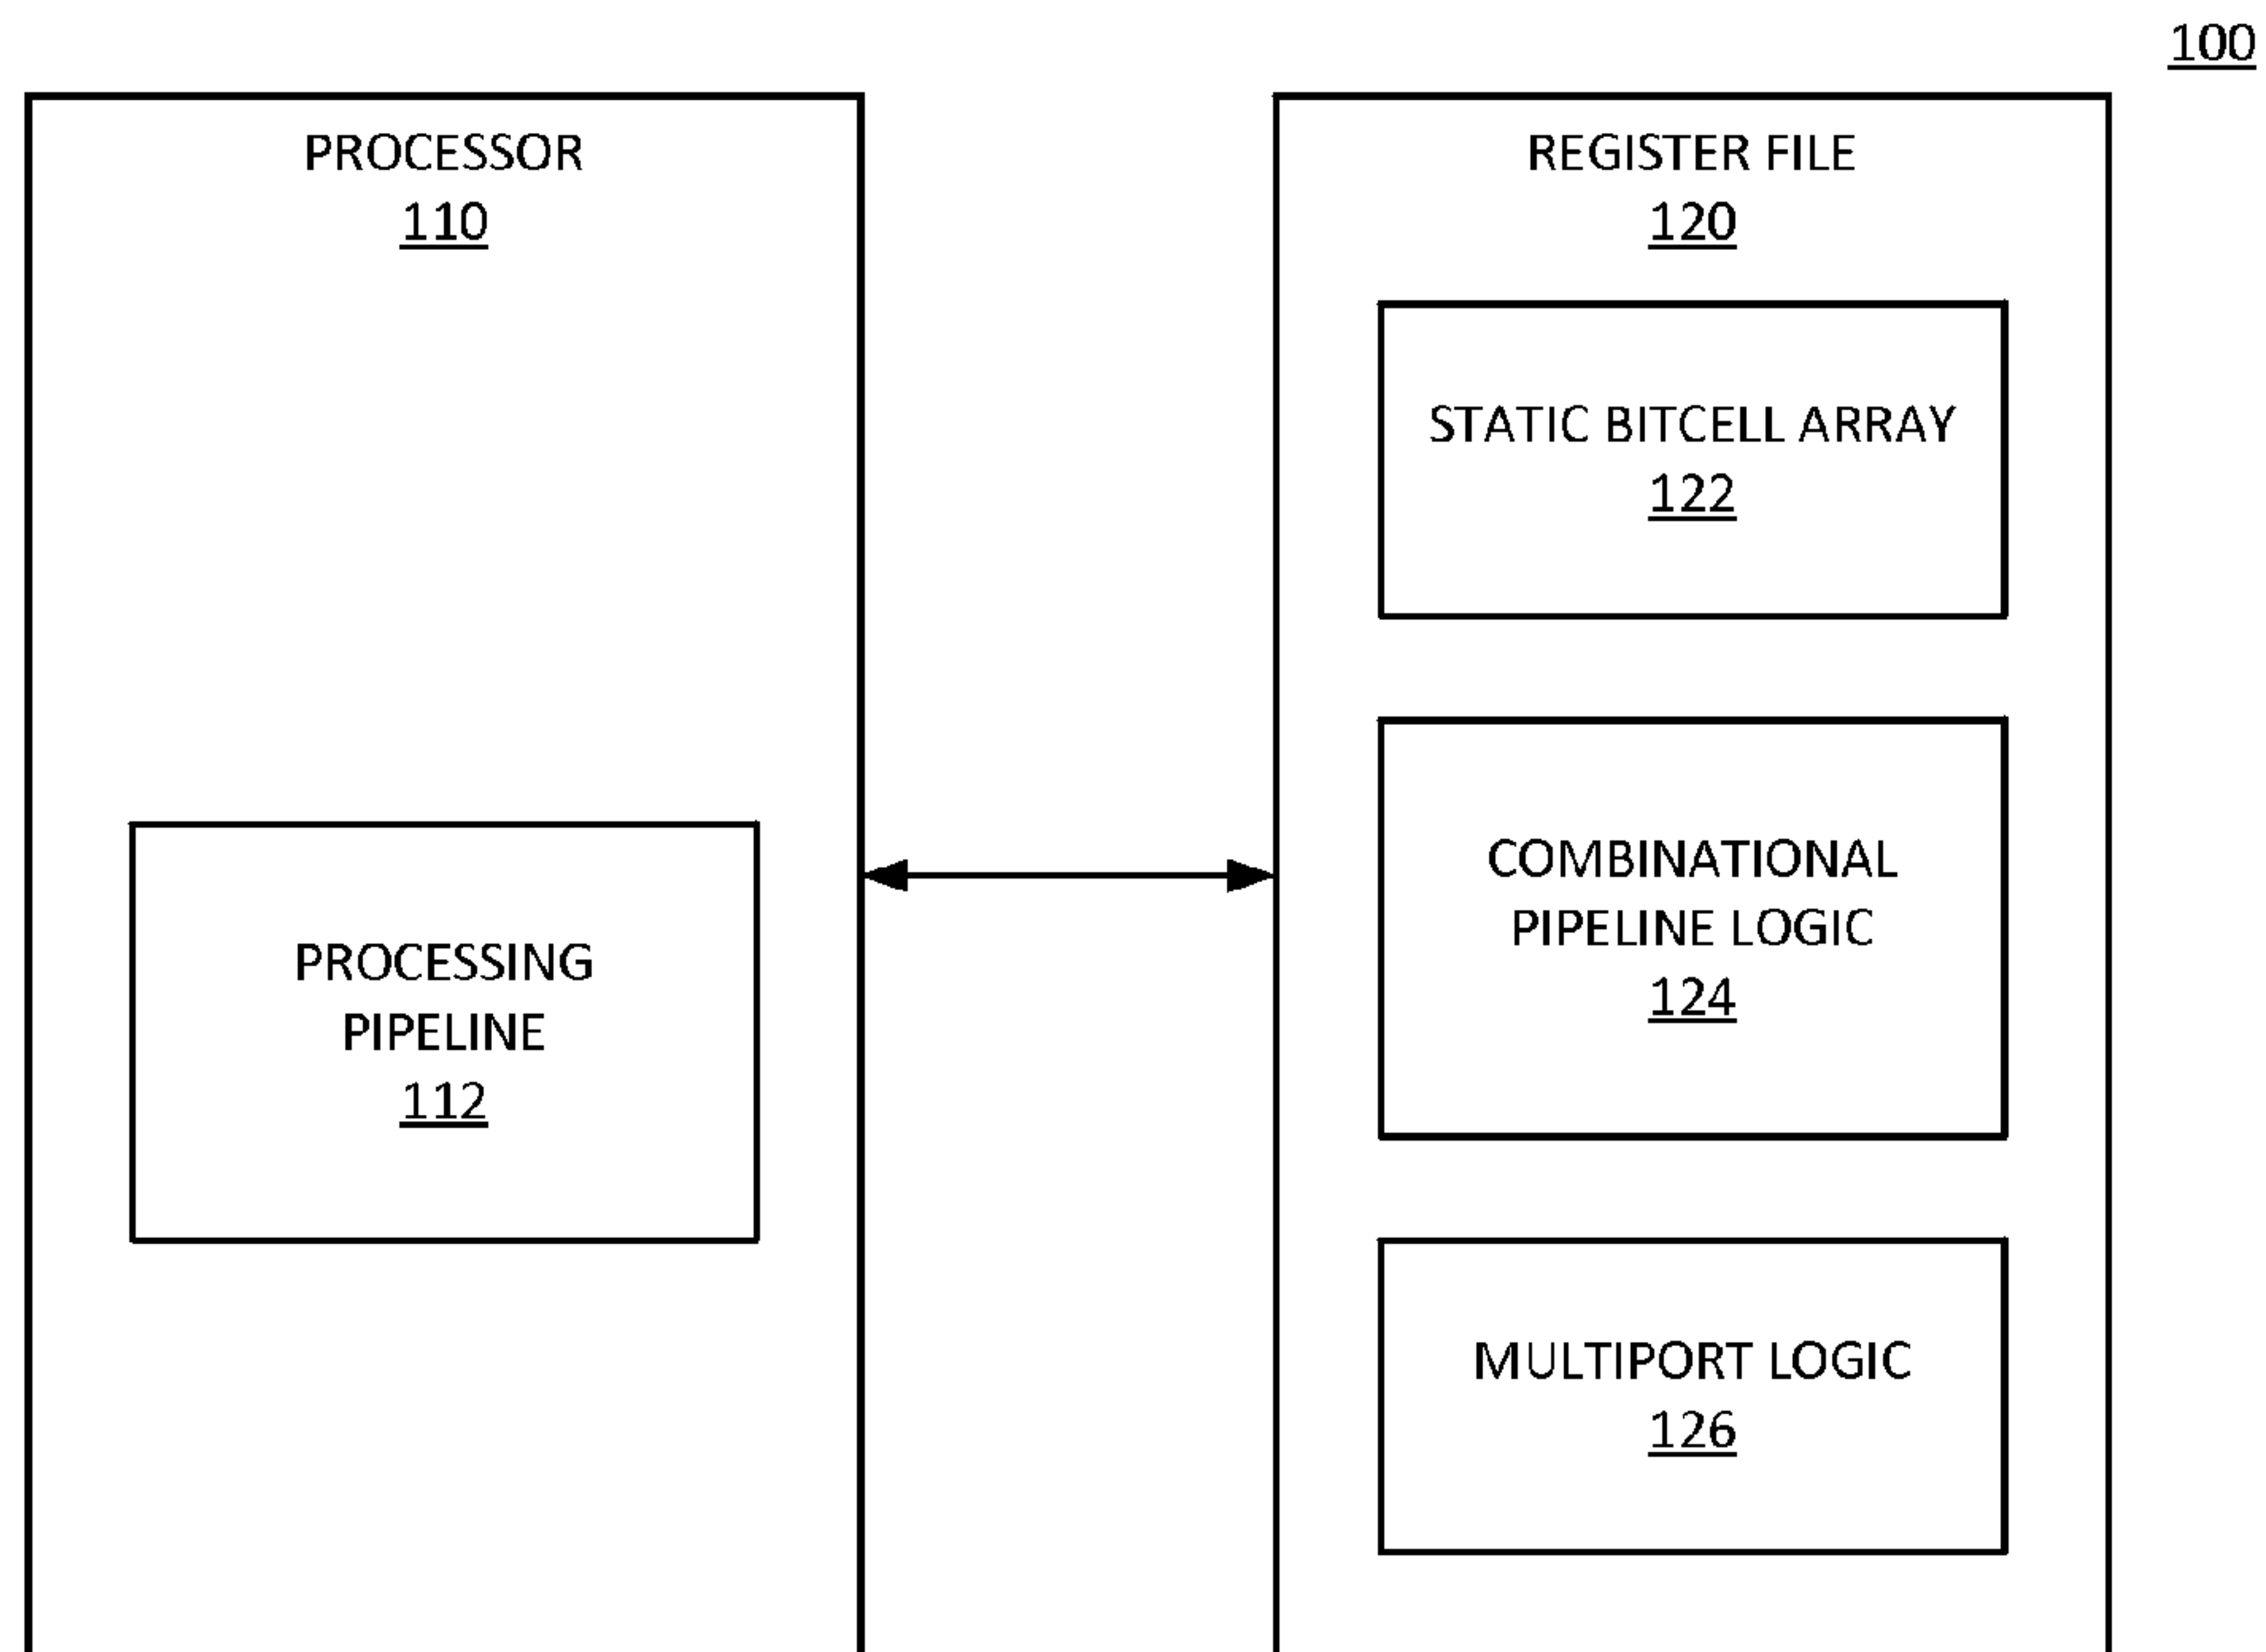 100
PROCESSOR
110
REGISTER FILE
120
STATIC BITCELL ARRAY
122
COMBINATIONAL
PIPELINE LOGIC
124
PROCESSING
PIPELINE
112
MULTIPORT LOGIC
126